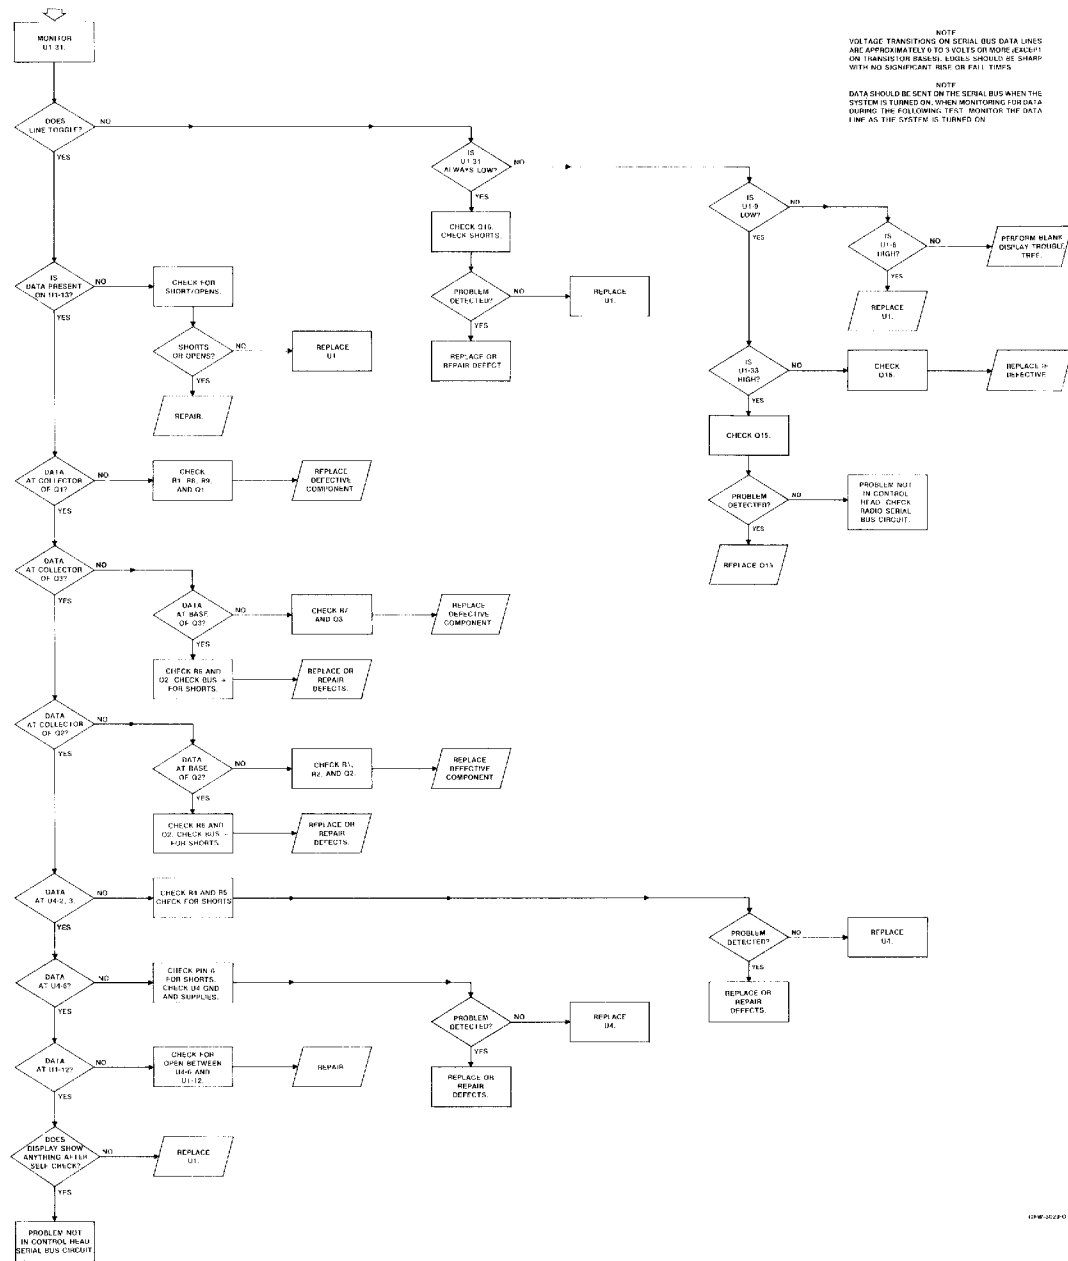 MONITOR
U1-31.
NOTE
VOLTAGE TRANSITIONS ON SERIAL BUS DATA LINES
ARE APPROXIMATELY 0 TO 3 VOLTS OR MORE (EXCEPT
ON TRANSISTOR BASES). EDGES SHOULD BE SHARP
WITH NO SIGNIFICANT RISE OR FALL TIMES
NOTE
DATA SHOULD BE SENT ON THE SERIAL BUS WHEN THE
SYSTEM IS TURNED ON. WHEN MONITORING FOR DATA
DURING THE FOLLOWING TEST, MONITOR THE DATA
LINE AS THE SYSTEM IS TURNED ON
DOES
LINE TOGGLE?
NO
YES
IS
U1-31
ALWAYS LOW?
NO
YES
IS
U1-9
LOW?
NO
YES
CHECK Q16.
CHECK SHORTS.
IS
U1-6
HIGH?
NO
YES
PERFORM BLANK
DISPLAY TROUBLE
TREE.
IS
DATA PRESENT
ON U1-13?
NO
YES
CHECK FOR
SHORT/OPENS.
PROBLEM
DETECTED?
NO
YES
REPLACE
U1.
REPLACE
U1.
SHORTS
OR OPENS?
NO
YES
REPLACE
U1
REPLACE OR
REPAIR DEFECT
IS
U1-33
HIGH?
NO
YES
CHECK
Q16.
REPLACE IF
DEFECTIVE
REPAIR.
CHECK Q15.
DATA
AT COLLECTOR
OF Q1?
NO
YES
CHECK
R1, R8, R9,
AND Q1
REPLACE
DEFECTIVE
COMPONENT
PROBLEM
DETECTED?
NO
YES
PROBLEM NOT
IN CONTROL
HEAD. CHECK
RADIO SERIAL
BUS CIRCUIT.
DATA
AT COLLECTOR
OF Q3?
NO
YES
REPLACE Q15
DATA
AT BASE
OF Q3?
NO
YES
CHECK R7
AND Q3
REPLACE
DEFECTIVE
COMPONENT
CHECK R6 AND
Q2. CHECK BUS +
FOR SHORTS.
REPLACE OR
REPAIR
DEFECTS.
DATA
AT COLLECTOR
OF Q2?
NO
YES
DATA
AT BASE
OF Q2?
NO
YES
CHECK R1,
R2, AND Q2.
REPLACE
DEFECTIVE
COMPONENT
CHECK R6 AND
Q2. CHECK BUS -
FOR SHORTS
REPLACE OR
REPAIR
DEFECTS.
DATA
AT U4-2, 3.
NO
YES
CHECK R4 AND R5
CHECK FOR SHORTS
PROBLEM
DETECTED?
NO
YES
REPLACE
U4.
DATA
AT U4-6?
NO
YES
CHECK PIN 6
FOR SHORTS.
CHECK U4 GND
AND SUPPLIES.
REPLACE OR
REPAIR
DEFECTS.
PROBLEM
DETECTED?
NO
YES
REPLACE
U4.
DATA
AT U1-12?
NO
YES
CHECK FOR
OPEN BETWEEN
U4-6 AND
U1-12.
REPAIR
REPLACE OR
REPAIR
DEFECTS.
DOES
DISPLAY SHOW
ANYTHING AFTER
SELF CHECK?
NO
YES
REPLACE
U1.
PROBLEM NOT
IN CONTROL HEAD
SERIAL BUS CIRCUIT